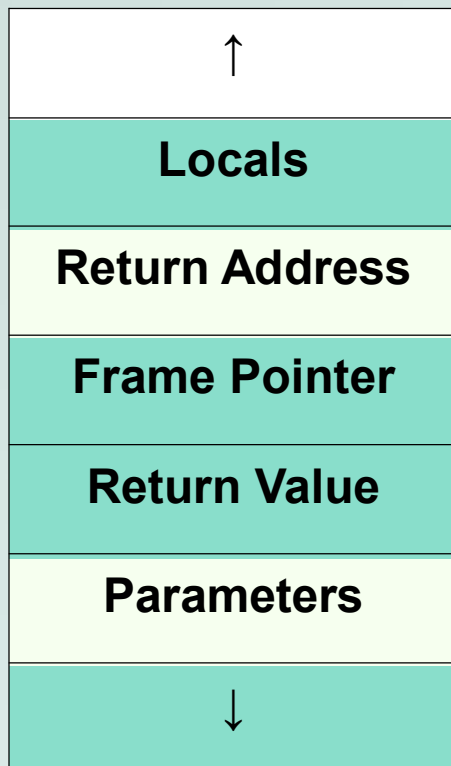 ↑
Locals
Return Address
Frame Pointer
Return Value
Parameters
↓